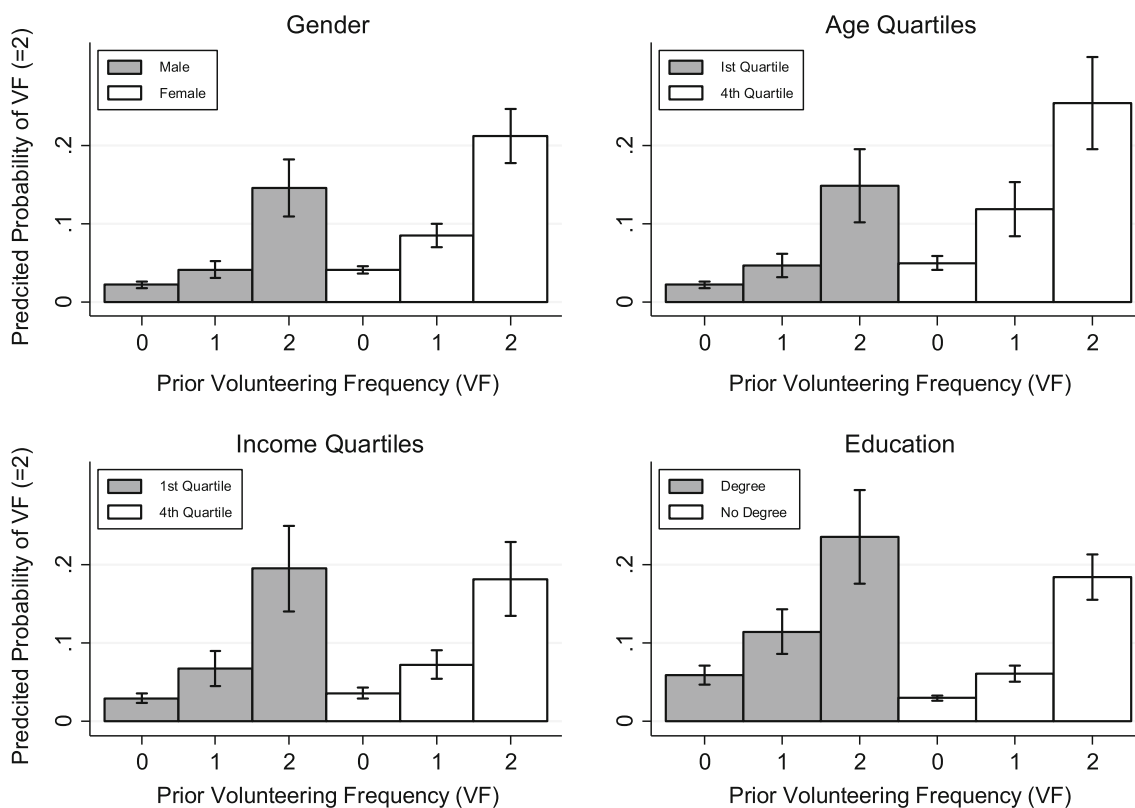 Gender
Predcited Probability of VF (=2)
Male
Female
.2
.1
0
0 1 2 0 1 2
Prior Volunteering Frequency (VF)
Age Quartiles
Ist Quartile
4th Quartile
.2
.1
0
0 1 2 0 1 2
Prior Volunteering Frequency (VF)
Income Quartiles
Predcited Probability of VF (=2)
1st Quartile
4th Quartile
.2
.1
0
0 1 2 0 1 2
Prior Volunteering Frequency (VF)
Education
Degree
No Degree
.2
.1
0
0 1 2 0 1 2
Prior Volunteering Frequency (VF)